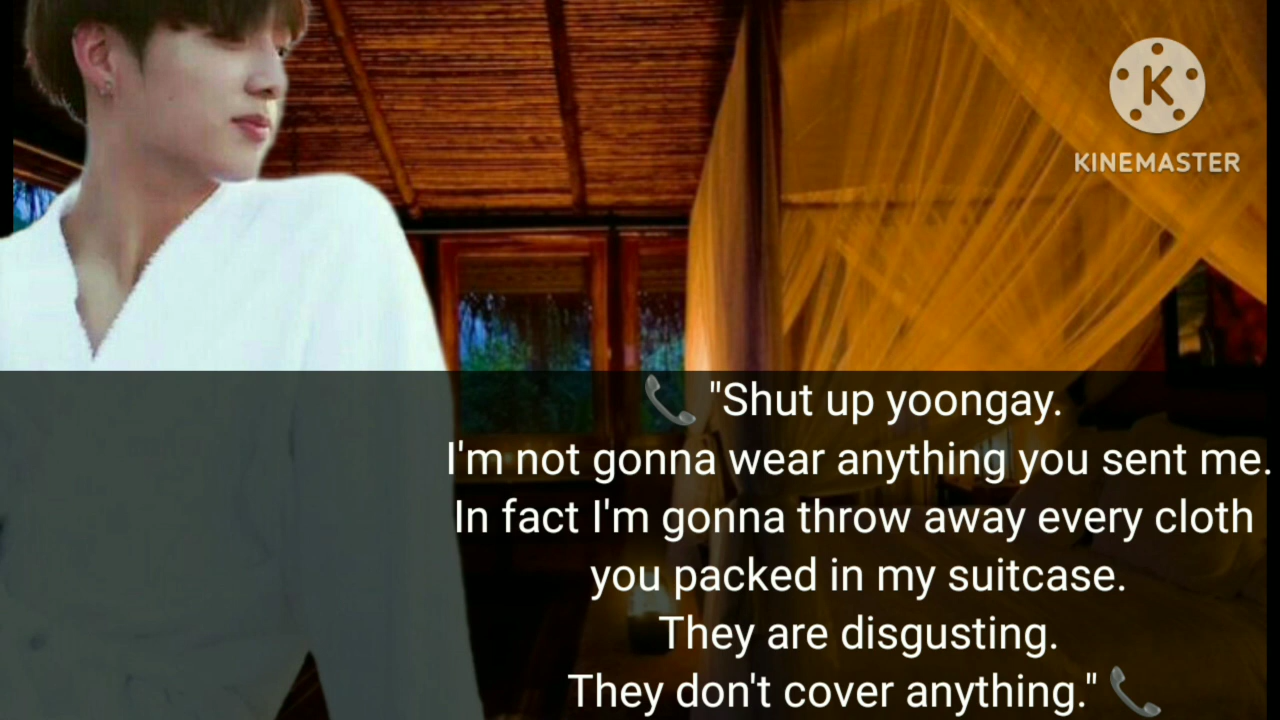 KINEMASTER
📞 "Shut up yoongay.
I'm not gonna wear anything you sent me.
In fact I'm gonna throw away every cloth
you packed in my suitcase.
They are disgusting.
They don't cover anything." 📞